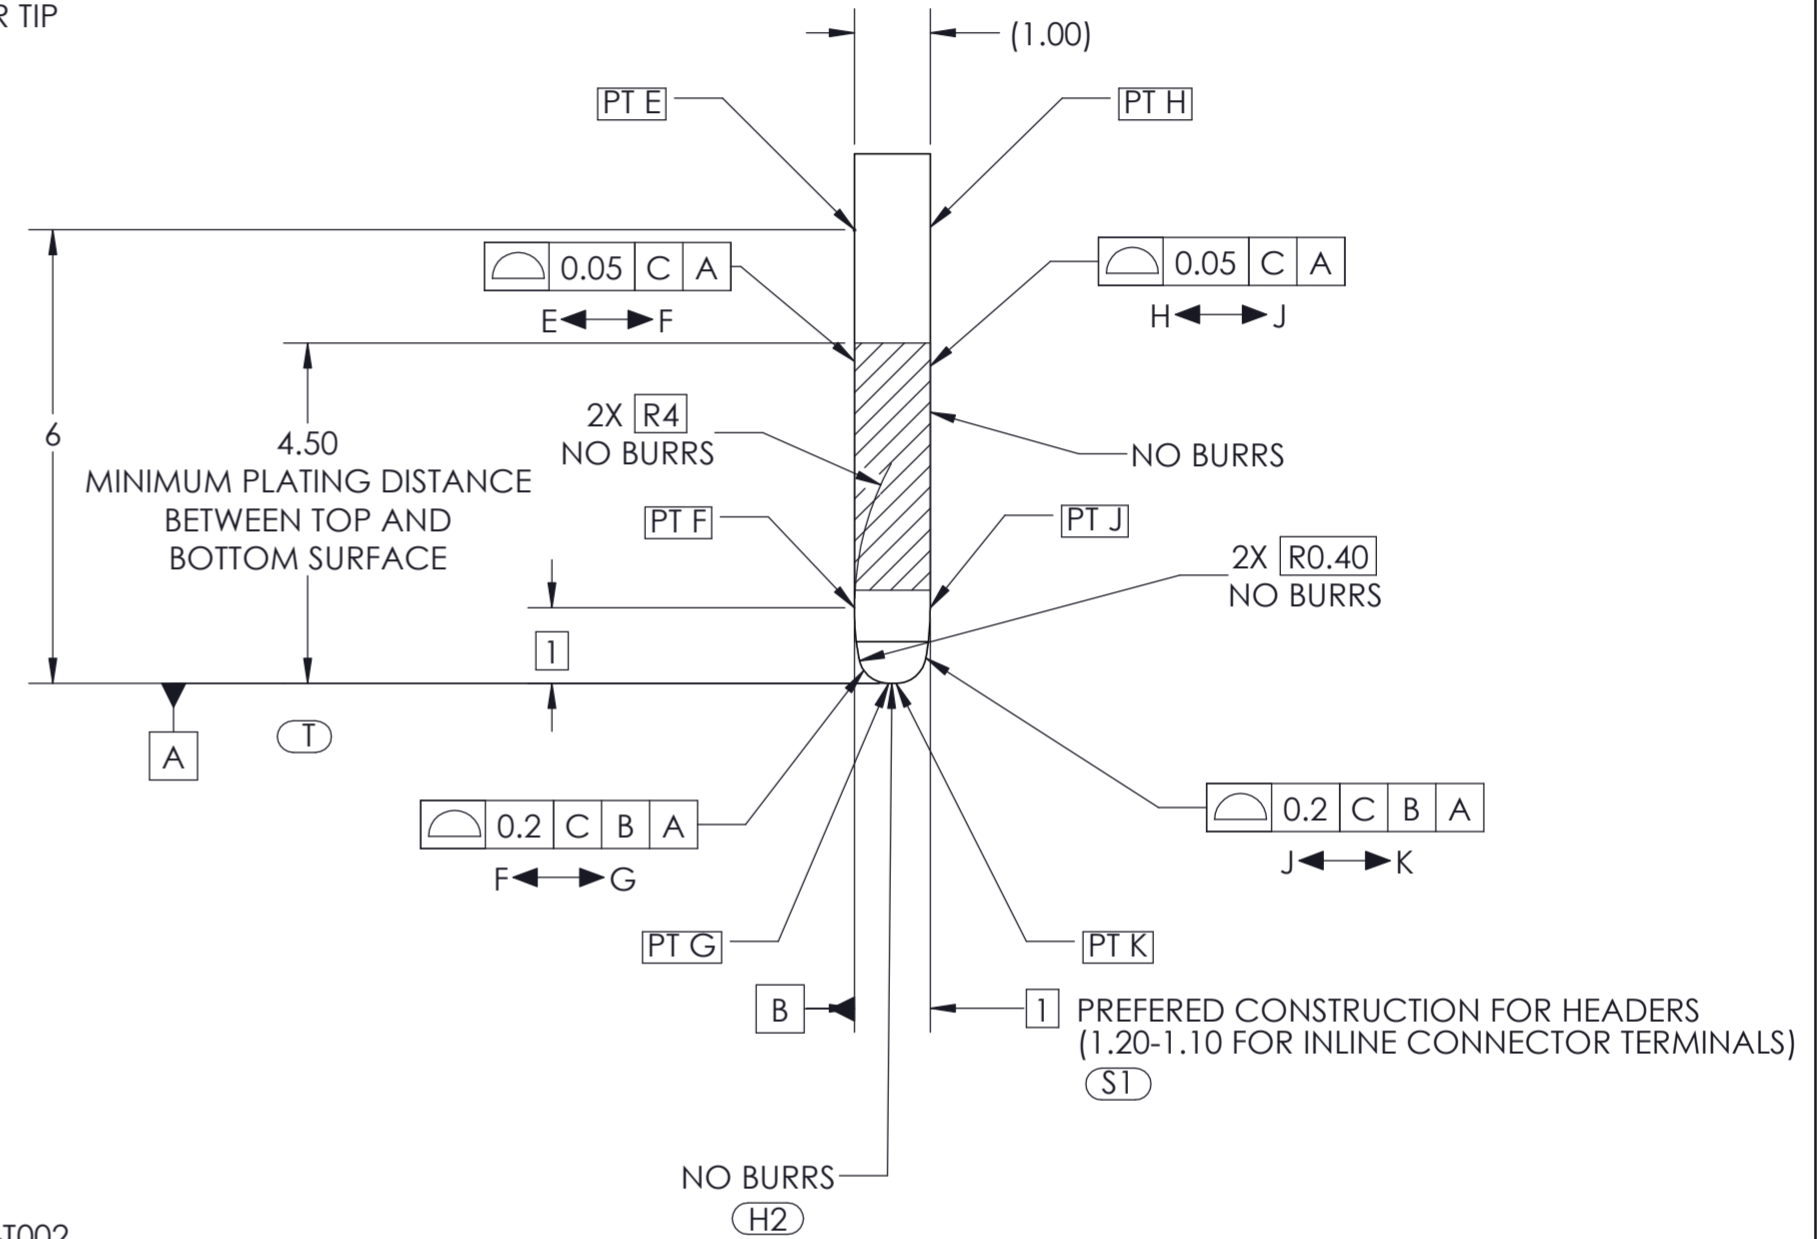 R TIP
(1.00)
PT E
PT H
0.05 C A
E F
0.05 C A
H J
6
2X R4
NO BURRS
4.50
MINIMUM PLATING DISTANCE
BETWEEN TOP AND
BOTTOM SURFACE
NO BURRS
PT F
PT J
2X R0.40
NO BURRS
1
A
T
0.2 C B A
F G
0.2 C B A
J K
PT G
PT K
B
1 PREFERED CONSTRUCTION FOR HEADERS
(1.20-1.10 FOR INLINE CONNECTOR TERMINALS)
S1
NO BURRS
H2
T002